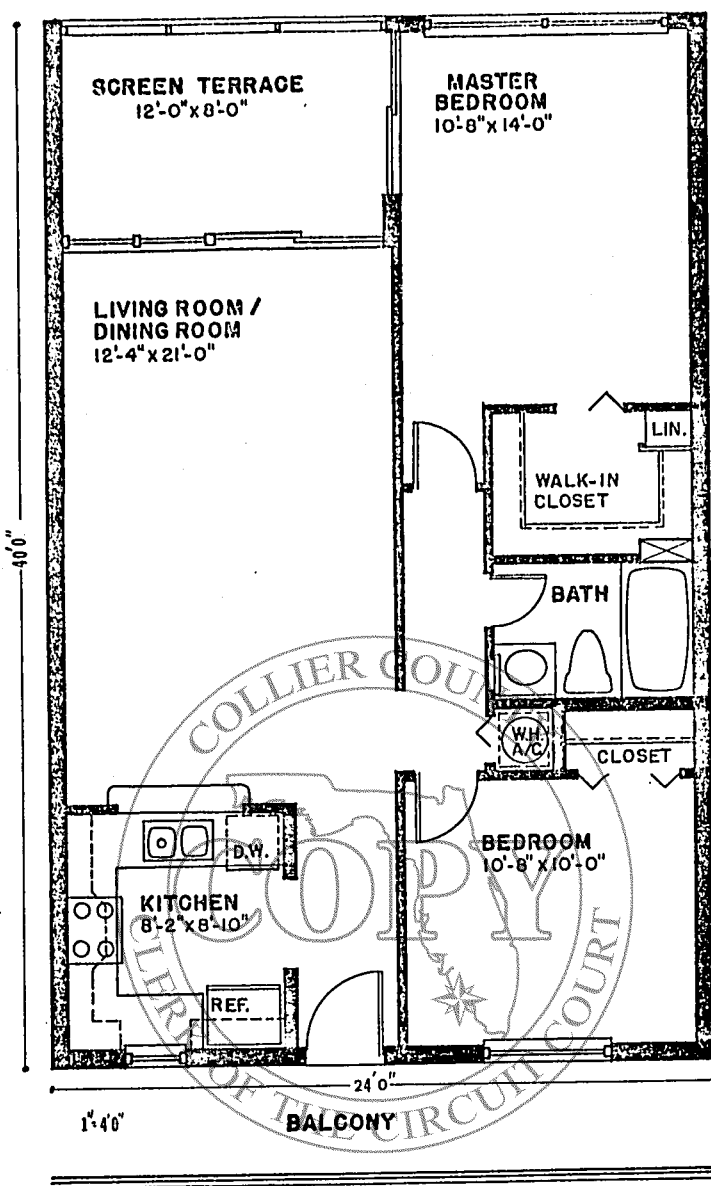 SCREEN TERRACE
12'-0" x 8'-0"
MASTER
BEDROOM
10'-8" x 14'-0"
LIVING ROOM /
DINING ROOM
12'-4" x 21'-0"
LIN.
WALK-IN
CLOSET
40'0"
BATH
W.H.
A/C
CLOSET
D.W.
BEDROOM
10'-8" x 10'-0"
KITCHEN
8'-2" x 8'-10"
REF.
24'0"
1"=4'0"
BALCONY
COLLIER COUNTY
COPY
CLERK OF THE CIRCUIT COURT